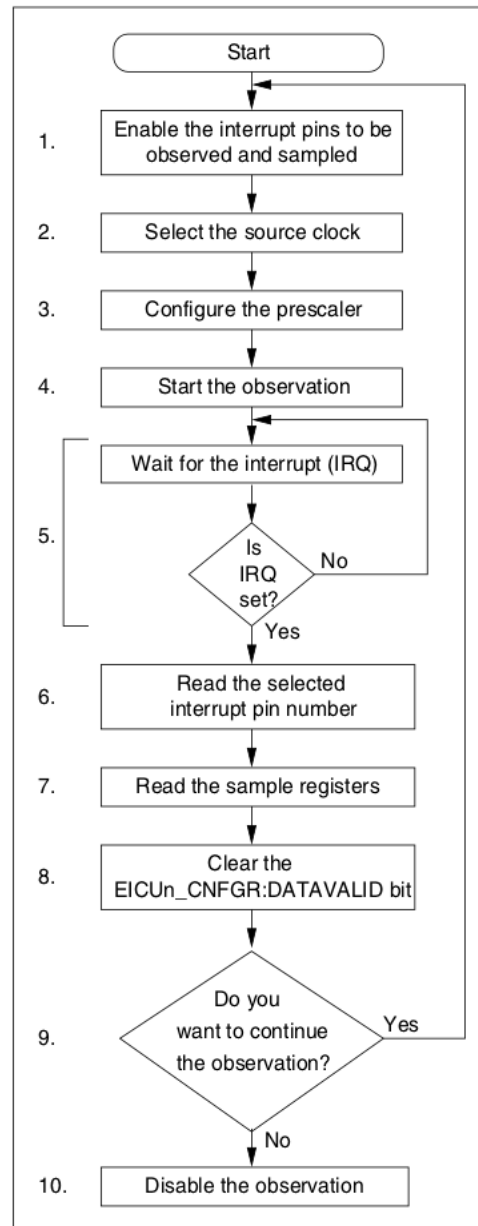 Start
1. Enable the interrupt pins to be
observed and sampled
2. Select the source clock
3. Configure the prescaler
4. Start the observation
Wait for the interrupt (IRQ)
5. Is
IRQ
set?
No
Yes
6. Read the selected
interrupt pin number
7. Read the sample registers
8. Clear the
EICUn_CNFGR:DATAVALID bit
9. Do you
want to continue
the observation?
Yes
No
10. Disable the observation